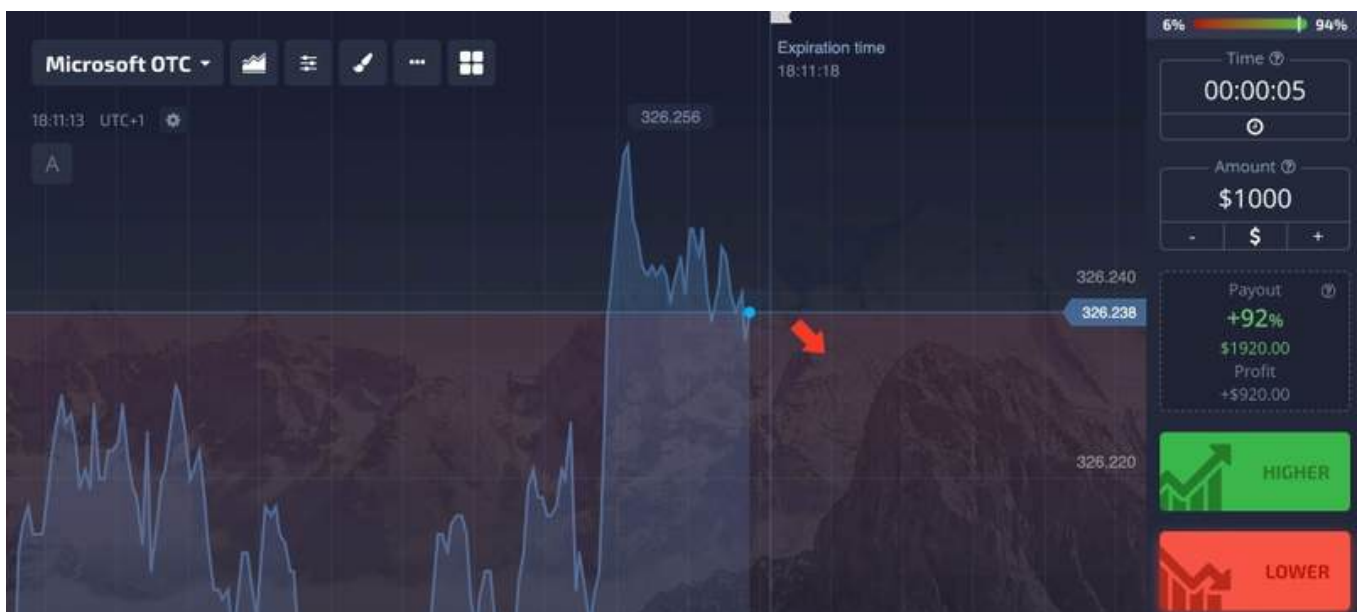 6% 94%
Expiration time
18:11:18
Microsoft OTC
18:11:13 UTC+1
A
326.256
326.240
326.238
326.220
Time
00:00:05
Amount
$1000
- $ +
Payout
+92%
$1920.00
Profit
+$920.00
HIGHER
LOWER